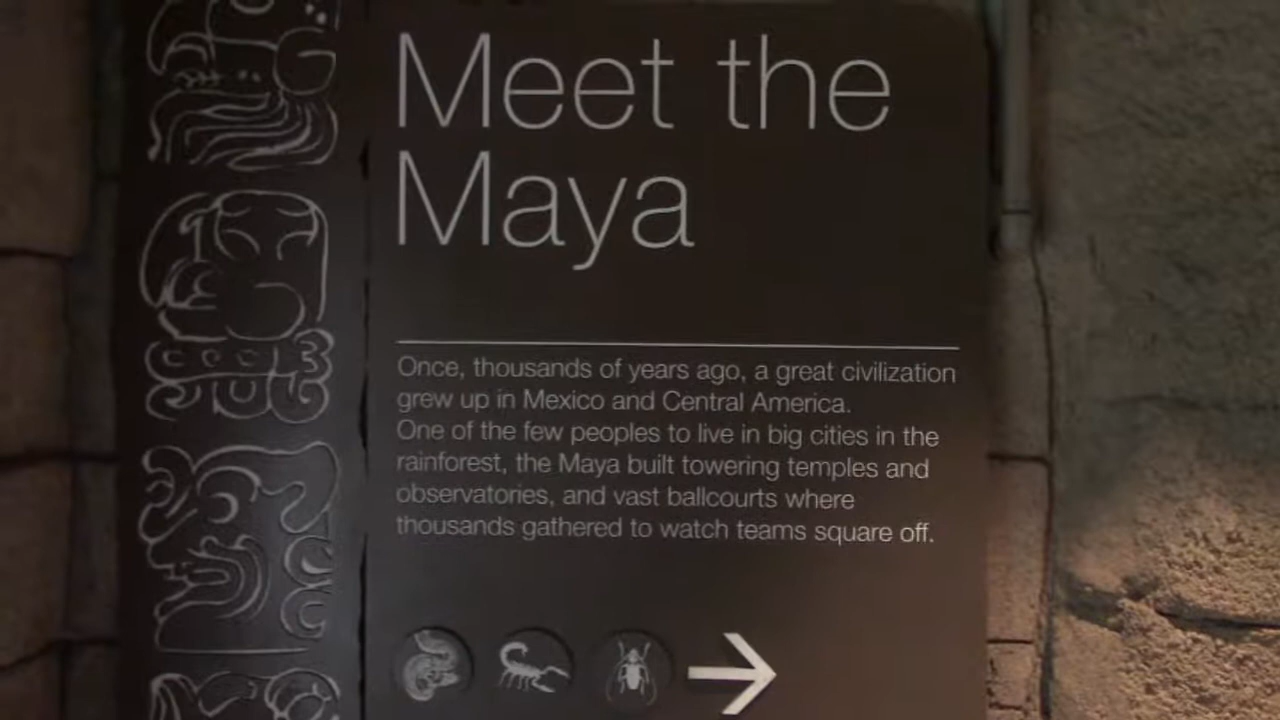 Meet the
Maya
Once, thousands of years ago, a great civilization
grew up in Mexico and Central America.
One of the few peoples to live in big cities in the
rainforest, the Maya built towering temples and
observatories, and vast ballcourts where
thousands gathered to watch teams square off.